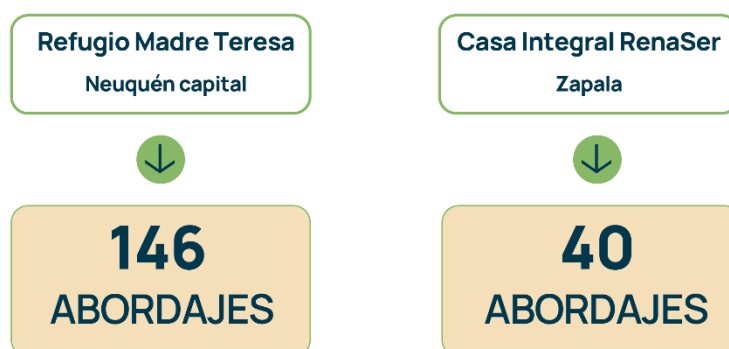 Refugio Madre Teresa
Neuquén capital
146
ABORDAJES
Casa Integral RenaSer
Zapala
40
ABORDAJES